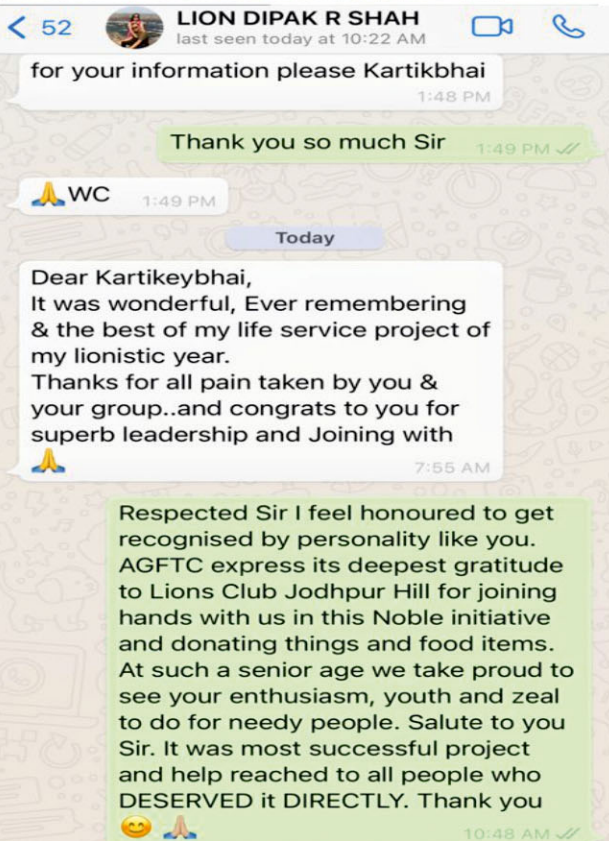 52
LION DIPAK R SHAH
last seen today at 10:22 AM
for your information please Kartikbhai
1:48 PM
Thank you so much Sir
1:49 PM
🙏WC
1:49 PM
Today
Dear Kartikeybhai,
It was wonderful, Ever remembering
& the best of my life service project of
my lionistic year.
Thanks for all pain taken by you &
your group..and congrats to you for
superb leadership and Joining with
🙏
7:55 AM
Respected Sir I feel honoured to get
recognised by personality like you.
AGFTC express its deepest gratitude
to Lions Club Jodhpur Hill for joining
hands with us in this Noble initiative
and donating things and food items.
At such a senior age we take proud to
see your enthusiasm, youth and zeal
to do for needy people. Salute to you
Sir. It was most successful project
and help reached to all people who
DESERVED it DIRECTLY. Thank you
😊 🙏🏼
10:48 AM